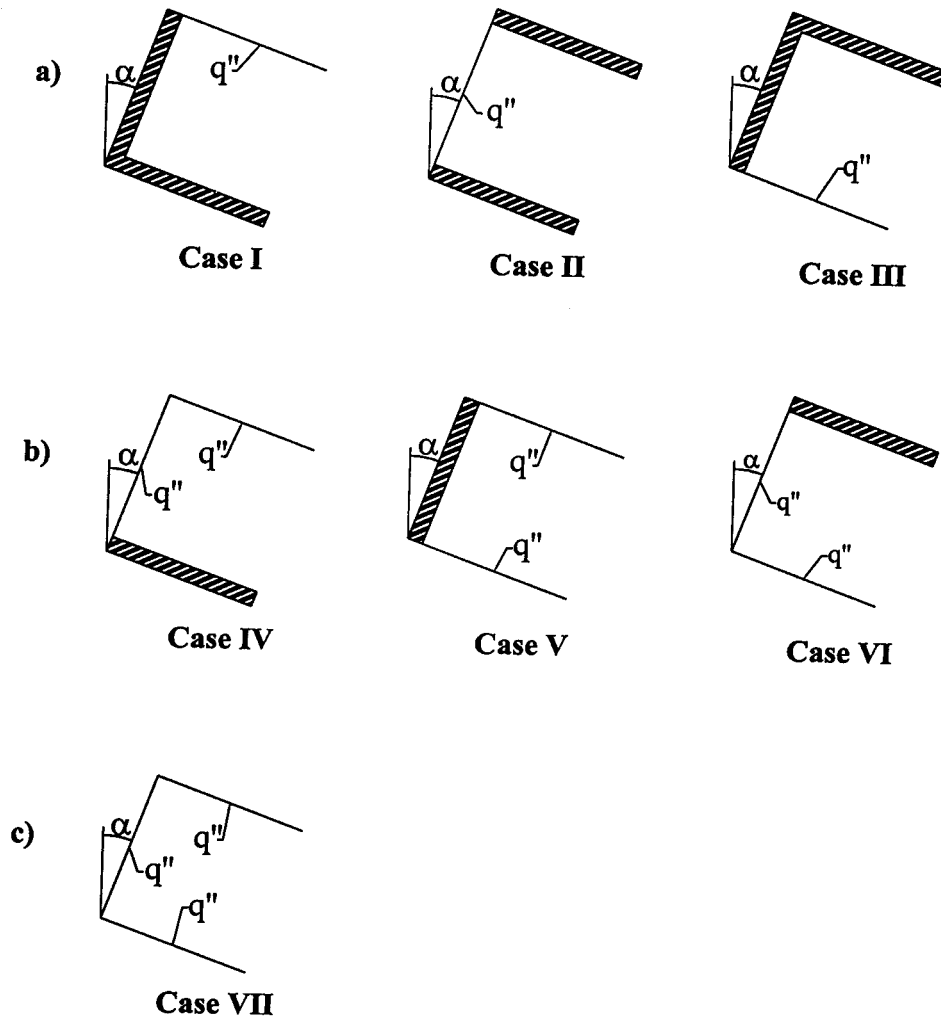 a)
α
q"
Case I
α
q"
Case II
α
q"
Case III
b)
α
q"
q"
Case IV
α
q"
q"
Case V
α
q"
q"
Case VI
c)
α
q"
q"
q"
Case VII